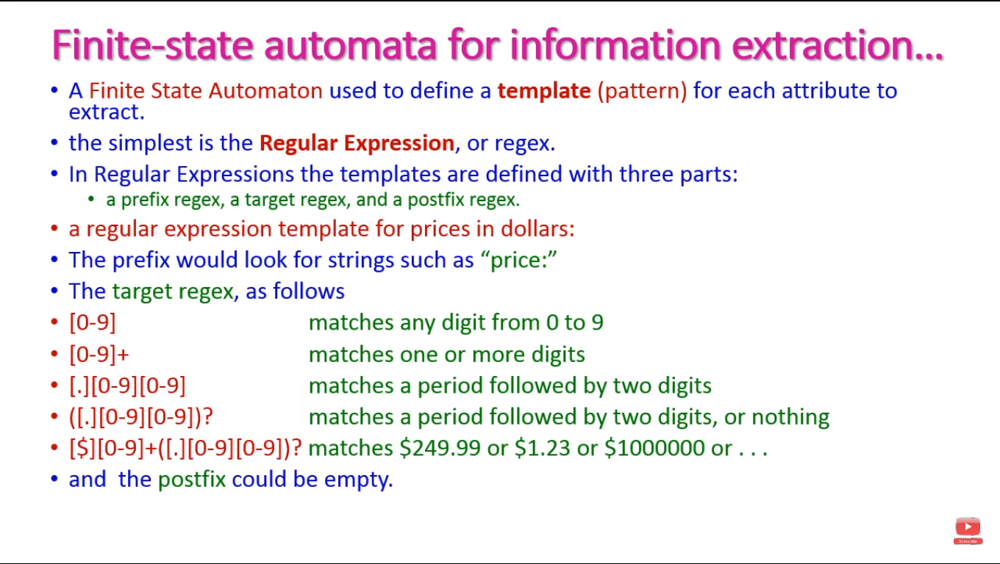 Finite-state automata for information extraction...
• A Finite State Automaton used to define a template (pattern) for each attribute to
extract.
• the simplest is the Regular Expression, or regex.
• In Regular Expressions the templates are defined with three parts:
• a prefix regex, a target regex, and a postfix regex.
• a regular expression template for prices in dollars:
• The prefix would look for strings such as “price:”
• The target regex, as follows
• [0-9] matches any digit from 0 to 9
• [0-9]+ matches one or more digits
• [.][0-9][0-9] matches a period followed by two digits
• ([.][0-9][0-9])? matches a period followed by two digits, or nothing
• [$][0-9]+([.][0-9][0-9])? matches $249.99 or $1.23 or $1000000 or . . .
• and  the postfix could be empty.
Subscribe